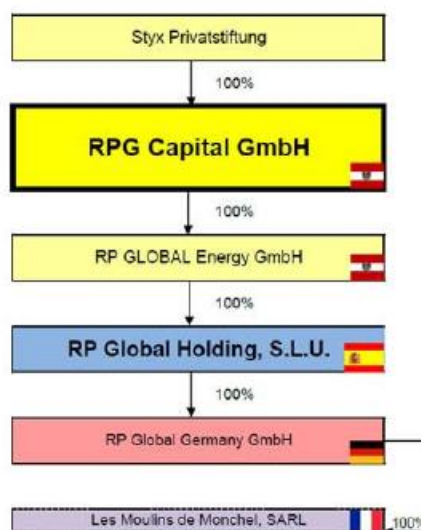 Styx Privatstiftung
100%
RPG Capital GmbH
100%
RP GLOBAL Energy GmbH
100%
RP Global Holding, S.L.U.
100%
RP Global Germany GmbH
Les Moulins de Monchel, SARL
100%